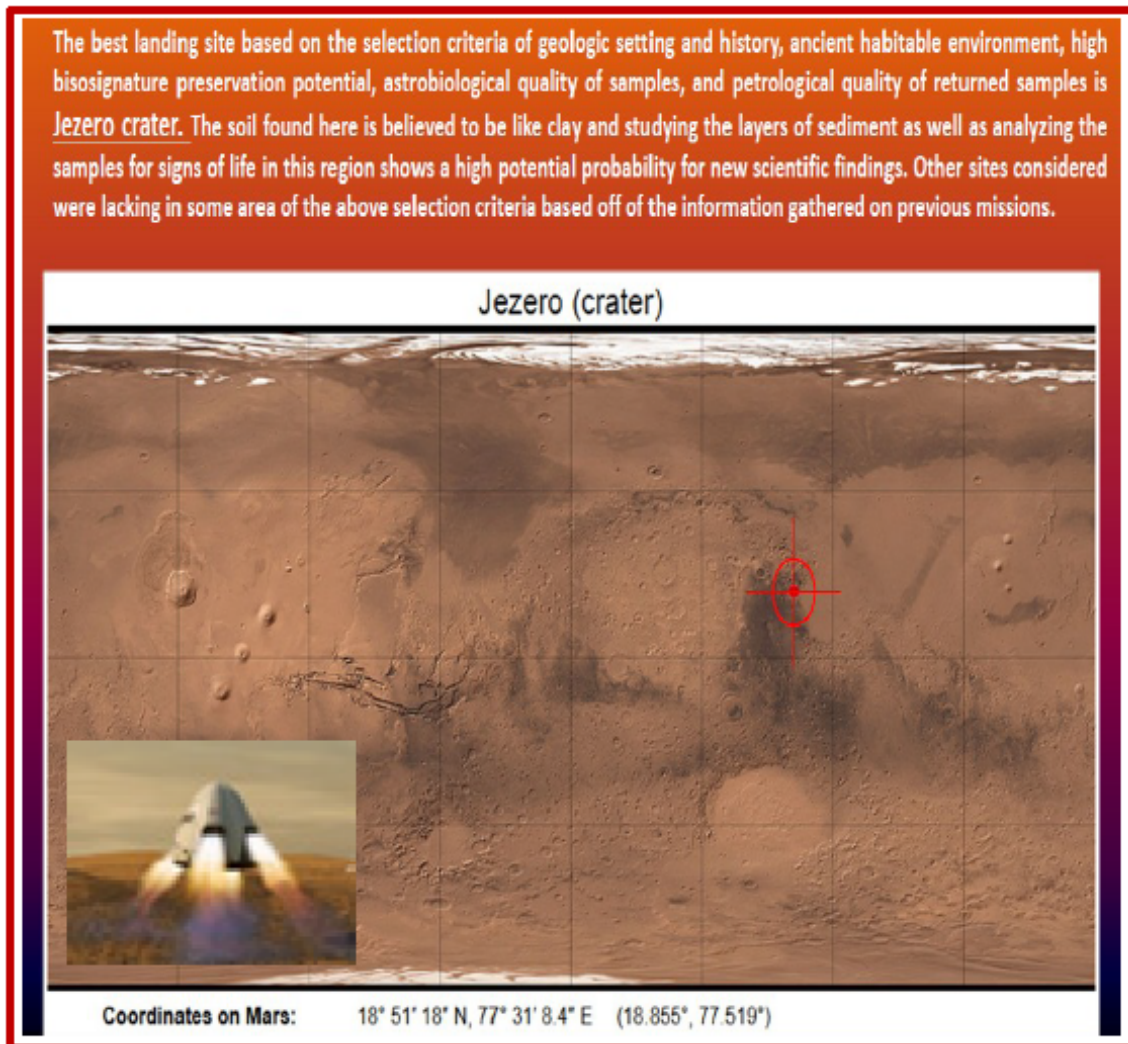 The best landing site based on the selection criteria of geologic setting and history, ancient habitable environment, high
bisosignature preservation potential, astrobiological quality of samples, and petrological quality of returned samples is
Jezero crater. The soil found here is believed to be like clay and studying the layers of sediment as well as analyzing the
samples for signs of life in this region shows a high potential probability for new scientific findings. Other sites considered
were lacking in some area of the above selection criteria based off of the information gathered on previous missions.
Jezero (crater)
Coordinates on Mars: 18° 51' 18" N, 77° 31' 8.4" E (18.855°, 77.519°)